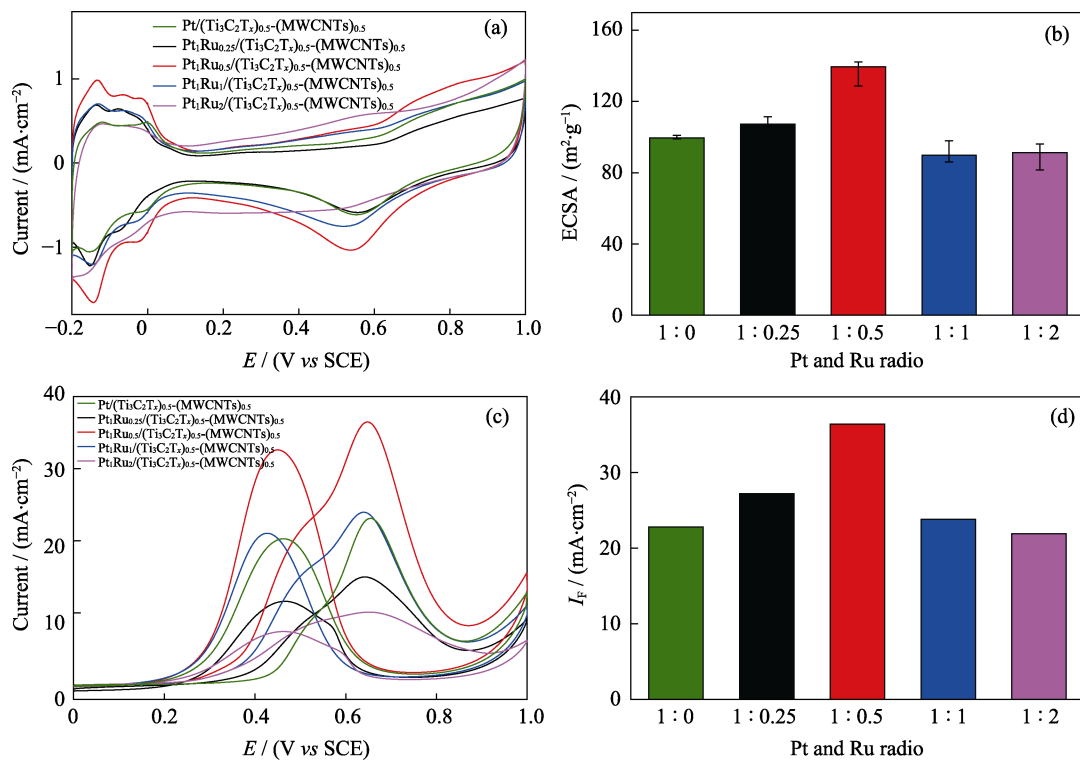 (a)
Pt/(Ti₃C₂Tₓ)₀.₅-(MWCNTs)₀.₅
Pt₁Ru₀.₂₅/(Ti₃C₂Tₓ)₀.₅-(MWCNTs)₀.₅
Pt₁Ru₀.₅/(Ti₃C₂Tₓ)₀.₅-(MWCNTs)₀.₅
Pt₁Ru₁/(Ti₃C₂Tₓ)₀.₅-(MWCNTs)₀.₅
Pt₁Ru₂/(Ti₃C₂Tₓ)₀.₅-(MWCNTs)₀.₅
Current / (mA·cm⁻²)
1
0
−1
−0.2 0 0.2 0.4 0.6 0.8 1.0
E / (V vs SCE)
(b)
ECSA / (m²·g⁻¹)
160
120
80
40
0
1∶0 1∶0.25 1∶0.5 1∶1 1∶2
Pt and Ru radio
(c)
Pt/(Ti₃C₂Tₓ)₀.₅-(MWCNTs)₀.₅
Pt₁Ru₀.₂₅/(Ti₃C₂Tₓ)₀.₅-(MWCNTs)₀.₅
Pt₁Ru₀.₅/(Ti₃C₂Tₓ)₀.₅-(MWCNTs)₀.₅
Pt₁Ru₁/(Ti₃C₂Tₓ)₀.₅-(MWCNTs)₀.₅
Pt₁Ru₂/(Ti₃C₂Tₓ)₀.₅-(MWCNTs)₀.₅
Current / (mA·cm⁻²)
40
30
20
10
0
0 0.2 0.4 0.6 0.8 1.0
E / (V vs SCE)
(d)
I_F / (mA·cm⁻²)
40
30
20
10
0
1∶0 1∶0.25 1∶0.5 1∶1 1∶2
Pt and Ru radio